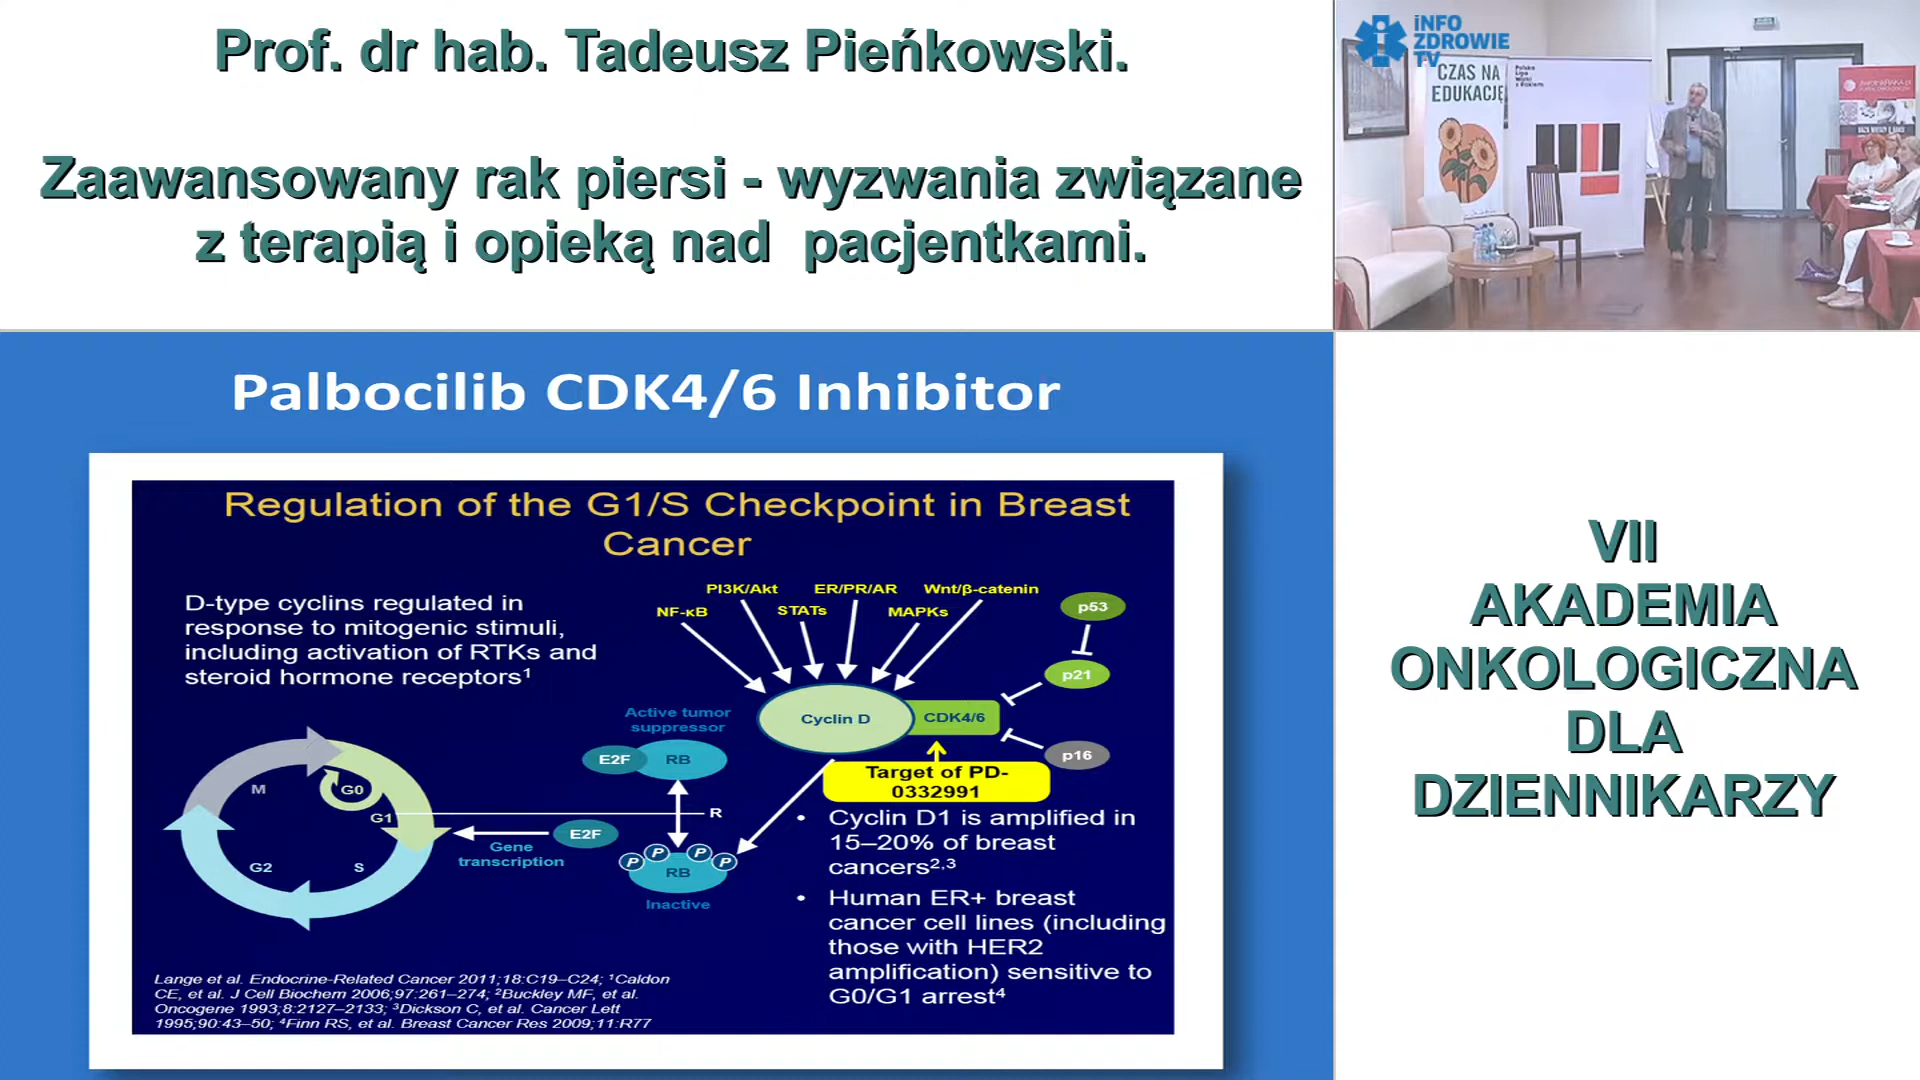 Prof. dr hab. Tadeusz Pieńkowski.
Zaawansowany rak piersi - wyzwania związane
z terapią i opieką nad pacjentkami.
iNFO
ZDROWIE
TV
CZAS NA
EDUKACJĘ
Palbocilib CDK4/6 Inhibitor
Regulation of the G1/S Checkpoint in Breast
Cancer
D-type cyclins regulated in
response to mitogenic stimuli,
including activation of RTKs and
steroid hormone receptors¹
PI3K/Akt
ER/PR/AR
Wnt/β-catenin
NF-κB
STATs
MAPKs
p53
p21
Cyclin D
CDK4/6
p16
Target of PD-
0332991
Active tumor
suppressor
E2F
RB
R
M
G0
G1
G2
S
E2F
Gene
transcription
P
P
P
P
RB
Inactive
• Cyclin D1 is amplified in
15–20% of breast
cancers²,³
• Human ER+ breast
cancer cell lines (including
those with HER2
amplification) sensitive to
G0/G1 arrest⁴
Lange et al. Endocrine-Related Cancer 2011;18:C19–C24; ¹Caldon
CE, et al. J Cell Biochem 2006;97:261–274; ²Buckley MF, et al.
Oncogene 1993;8:2127–2133; ³Dickson C, et al. Cancer Lett
1995;90:43–50; ⁴Finn RS, et al. Breast Cancer Res 2009;11:R77
VII
AKADEMIA
ONKOLOGICZNA
DLA
DZIENNIKARZY